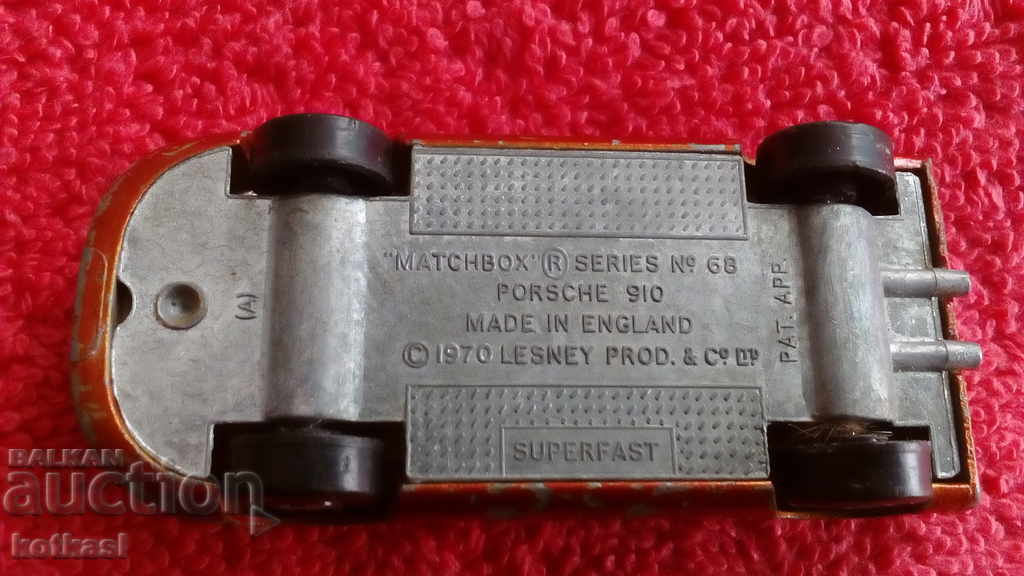 "MATCHBOX" ® SERIES Nº 68
PORSCHE 910
MADE IN ENGLAND
© 1970 LESNEY PROD. & Cº LTD
SUPERFAST
(A)
PAT. APP.
BALKAN
auction
kotkasl